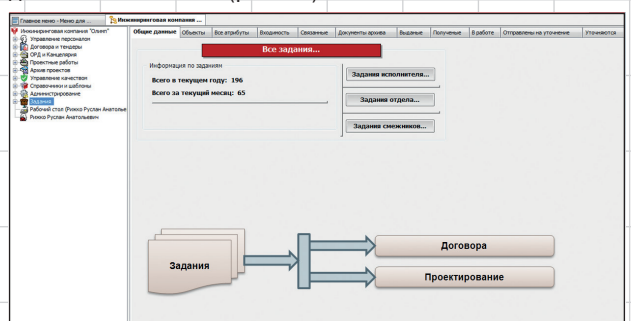 Главное меню - Меню для ...
Инжиниринговая компания ...
Инжиниринговая компания "Олимп"
Управление персоналом
Договора и тендеры
ОРД и Канцелярия
Проектные работы
Архив проектов
Управление качеством
Справочники и шаблоны
Администрирование
Задания
Рабочий стол (Рижко Руслан Анатолье
Рижко Руслан Анатольевич
Общие данные Объекты Все атрибуты Входимость Связанные Документы архива Выданые Полученые В работе Отправлены на уточнение Уточняются
Все задания...
Информация по заданиям
Всего в текущем году: 196
Всего за текущий месяц: 65
Задания исполнителя...
Задания отдела...
Задания смежников...
Задания
Договора
Проектирование